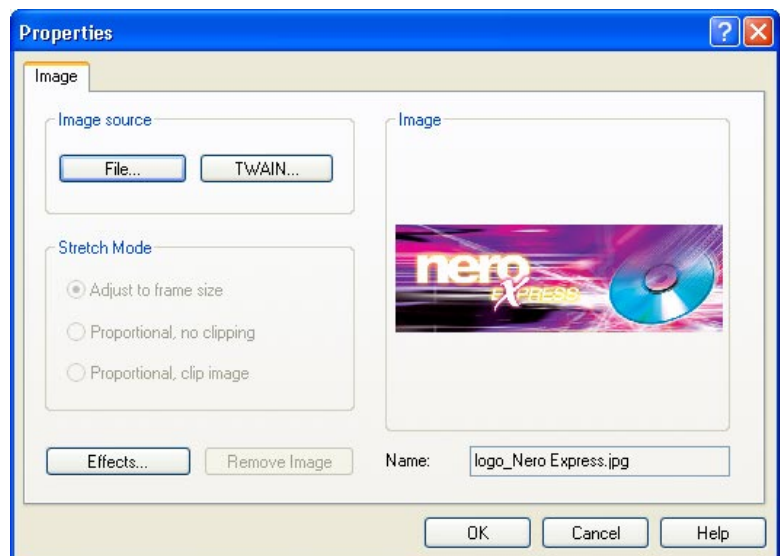 Properties
Image
Image source
File...
TWAIN...
Stretch Mode
Adjust to frame size
Proportional, no clipping
Proportional, clip image
Effects...
Remove Image
Image
nero
EXPRESS
Name:
logo_Nero Express.jpg
OK
Cancel
Help